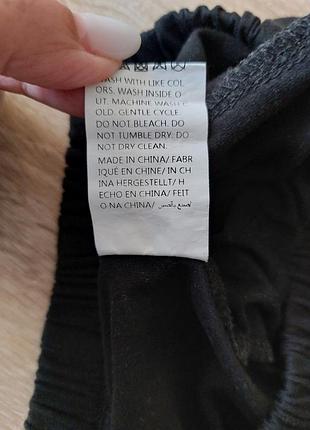 WASH WITH LIKE COL
ORS. WASH INSIDE O
UT. MACHINE WASH C
OLD. GENTLE CYCLE
DO NOT BLEACH. DO
NOT TUMBLE DRY: DO
NOT DRY CLEAN.
MADE IN CHINA/ FABR
IQUÉ EN CHINE/ IN CH
INA HERGESTELLT/ H
ECHO EN CHINA/ FEIT
O NA CHINA/ صنع بالصين